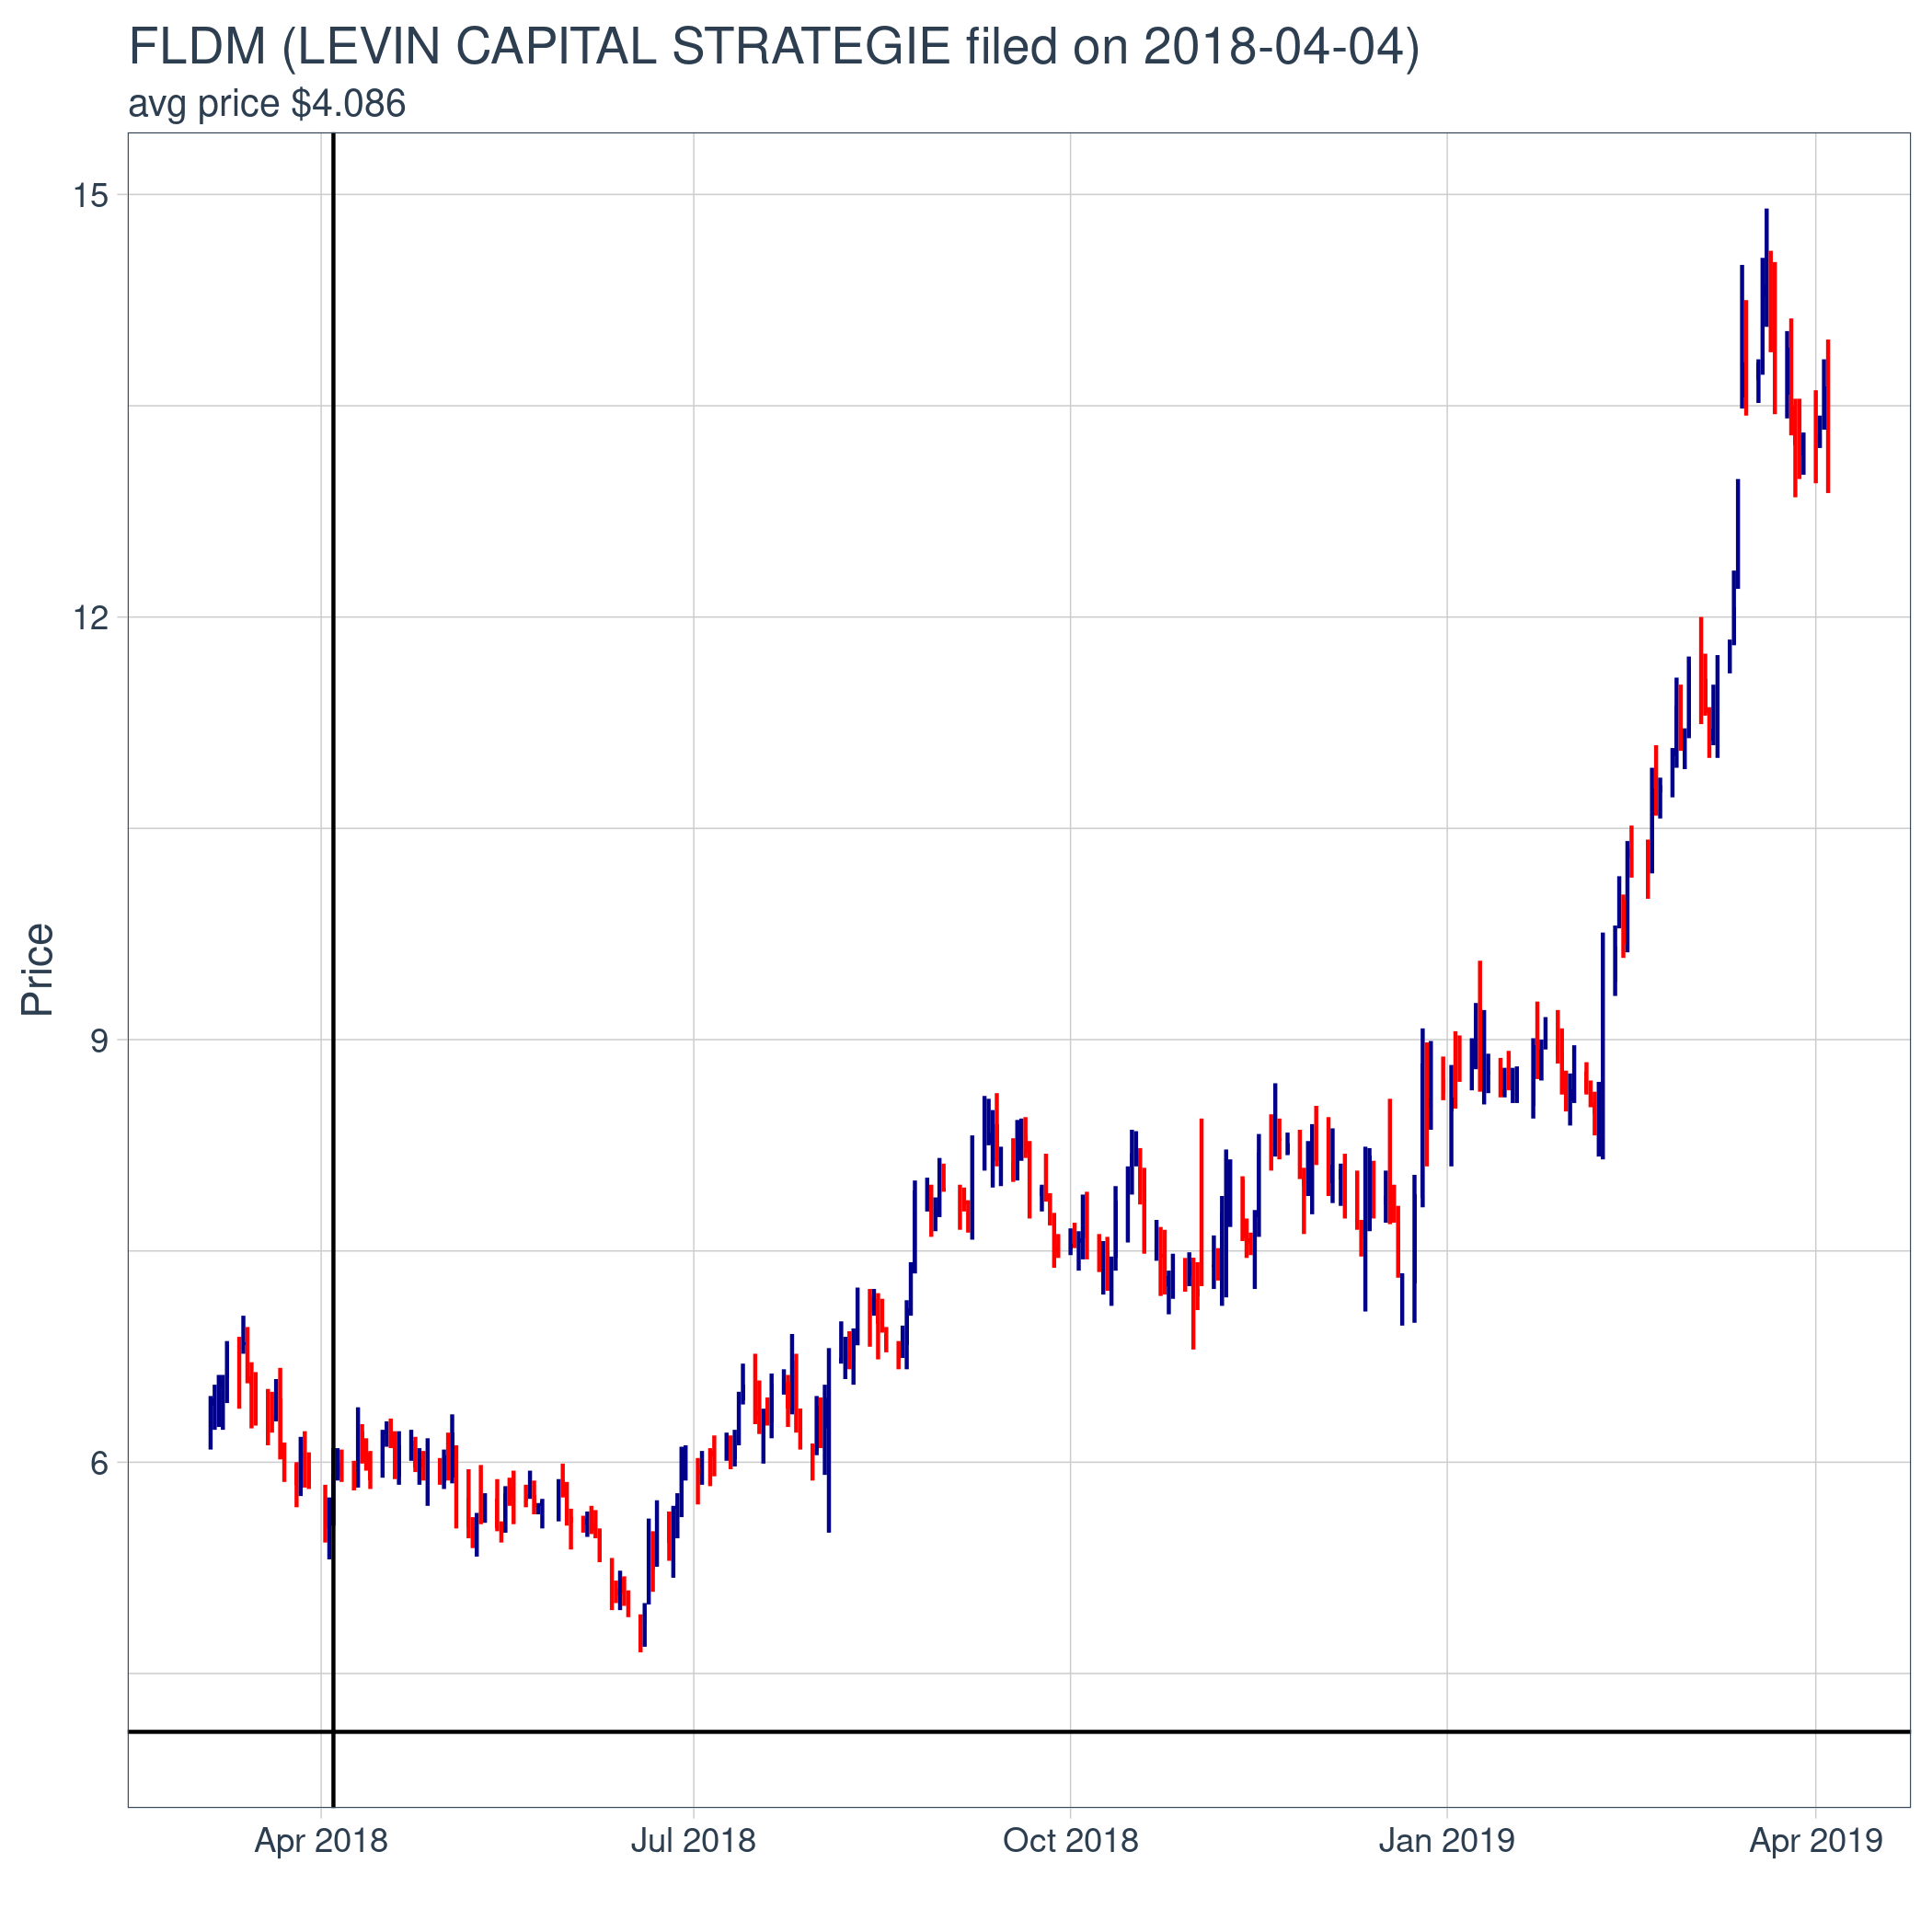 FLDM (LEVIN CAPITAL STRATEGIE filed on 2018-04-04)
avg price $4.086
15
12
9
6
Price
Apr 2018
Jul 2018
Oct 2018
Jan 2019
Apr 2019